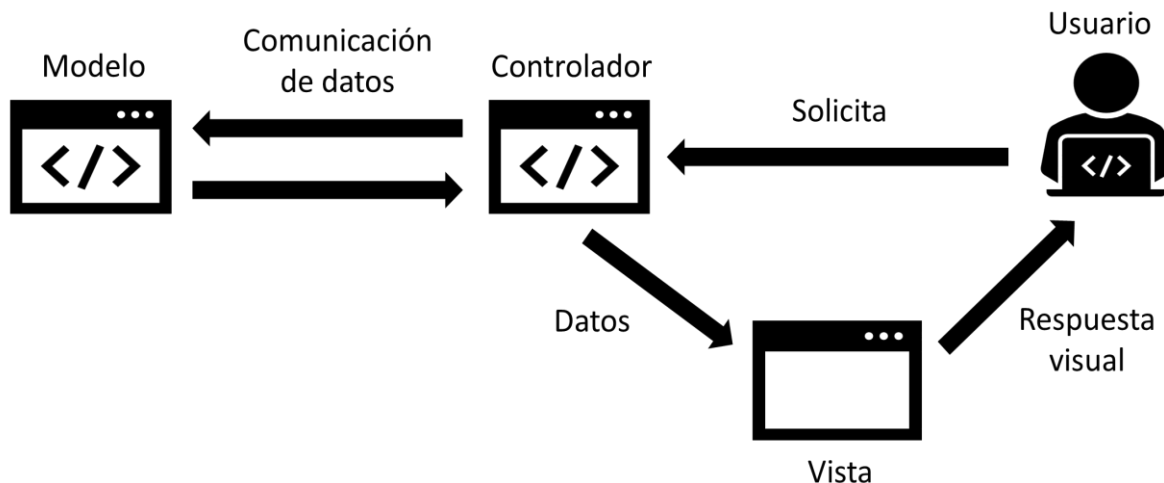 Usuario
Comunicación
de datos
Modelo
Controlador
Solicita
</>
</>
</>
Datos
Respuesta
visual
Vista